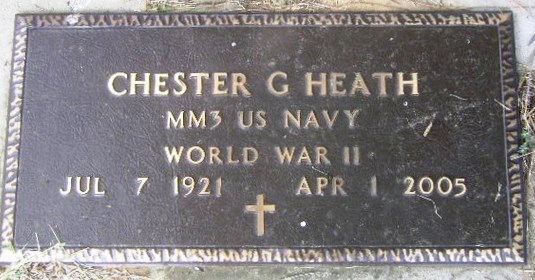 CHESTER G HEATH
MM3 US NAVY
WORLD WAR II
JUL 7 1921 APR 1 2005